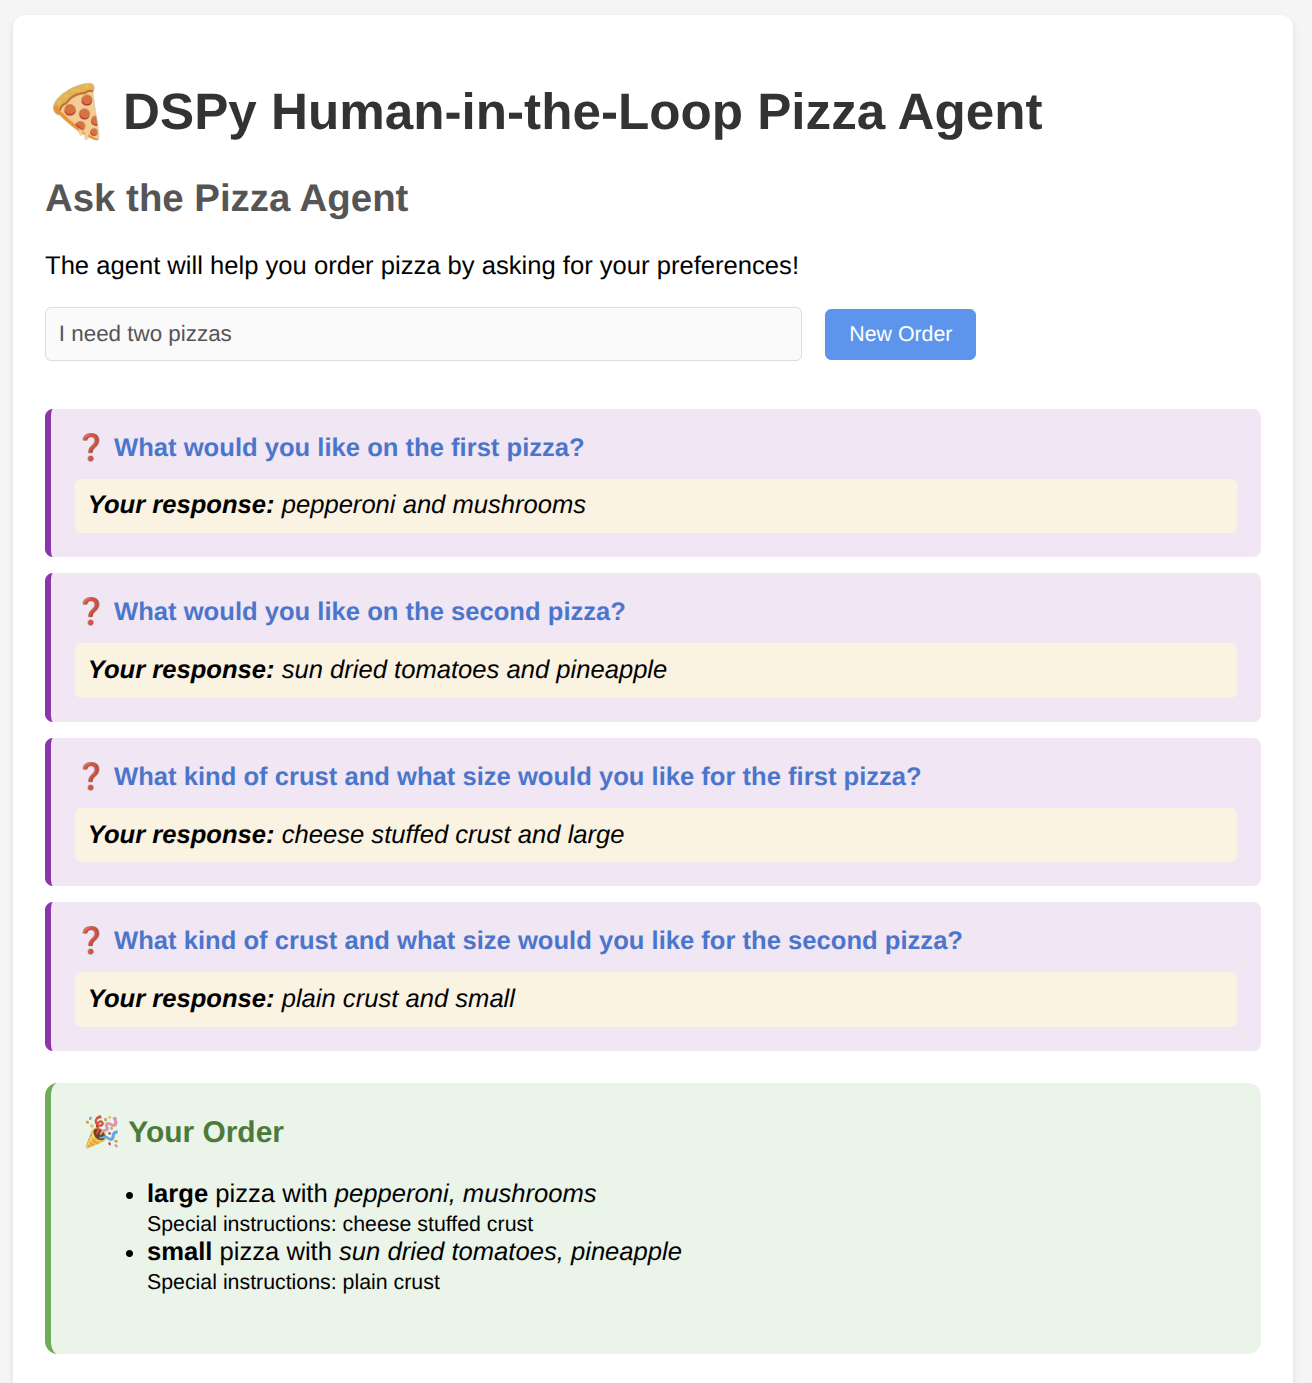 🍕 DSPy Human-in-the-Loop Pizza Agent
Ask the Pizza Agent
The agent will help you order pizza by asking for your preferences!
I need two pizzas
New Order
❓ What would you like on the first pizza?
Your response: pepperoni and mushrooms
❓ What would you like on the second pizza?
Your response: sun dried tomatoes and pineapple
❓ What kind of crust and what size would you like for the first pizza?
Your response: cheese stuffed crust and large
❓ What kind of crust and what size would you like for the second pizza?
Your response: plain crust and small
🎉 Your Order
• large pizza with pepperoni, mushrooms
Special instructions: cheese stuffed crust
• small pizza with sun dried tomatoes, pineapple
Special instructions: plain crust